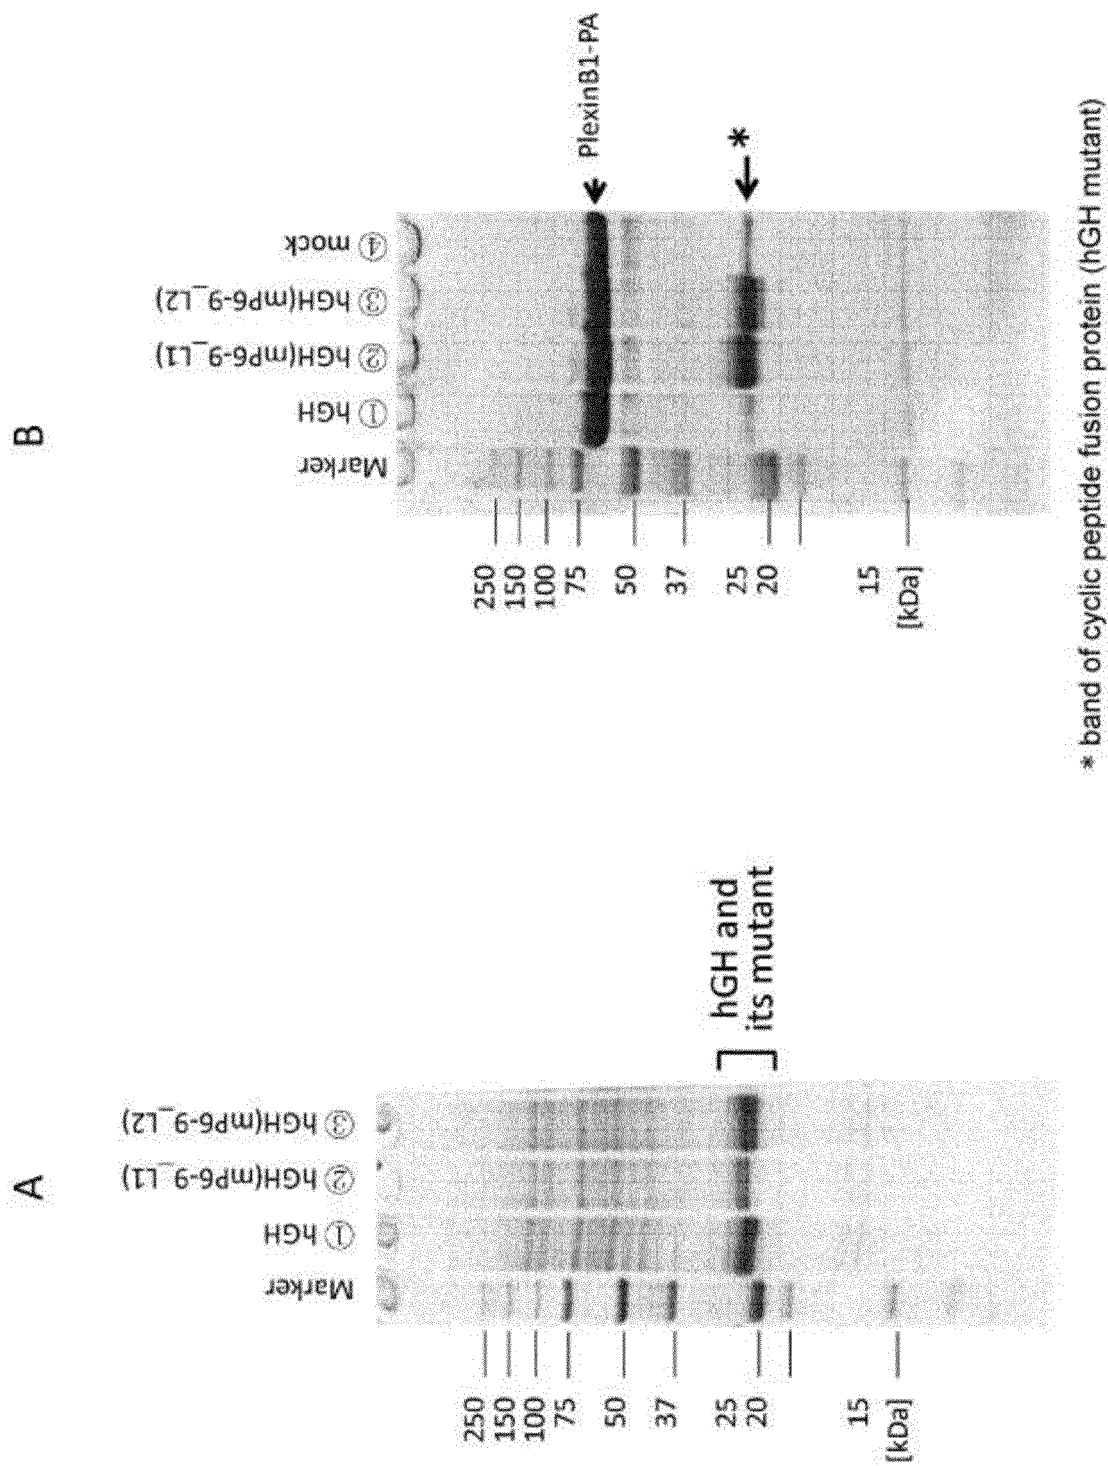 A
Marker
① hGH
② hGH(mP6-9_L1)
③ hGH(mP6-9_L2)
250
150
100
75
50
37
25
20
15
[kDa]
hGH and
its mutant
B
Marker
① hGH
② hGH(mP6-9_L1)
③ hGH(mP6-9_L2)
④ mock
250
150
100
75
50
37
25
20
15
[kDa]
PlexinB1-PA
*
* band of cyclic peptide fusion protein (hGH mutant)